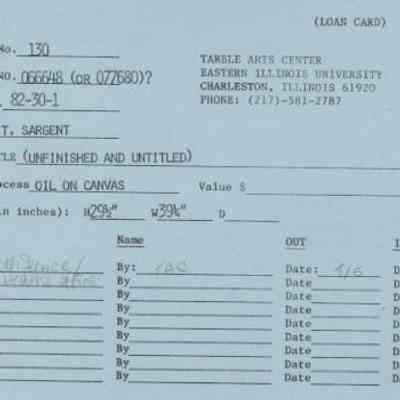 (LOAN CARD)
No. 130
NO. 066648 (OR 077680)?
82-30-1
TARBLE ARTS CENTER
EASTERN ILLINOIS UNIVERSITY
CHARLESTON, ILLINOIS 61920
PHONE: (217)-581-2787
T. SARGENT
TLE (UNFINISHED AND UNTITLED)
ocess OIL ON CANVAS Value $
in inches): H29½" W39¾" D
Name OUT
By: Date: 1/6
By Date
By Date
By Date
By Date
By Date
By Date
By Date
By Date